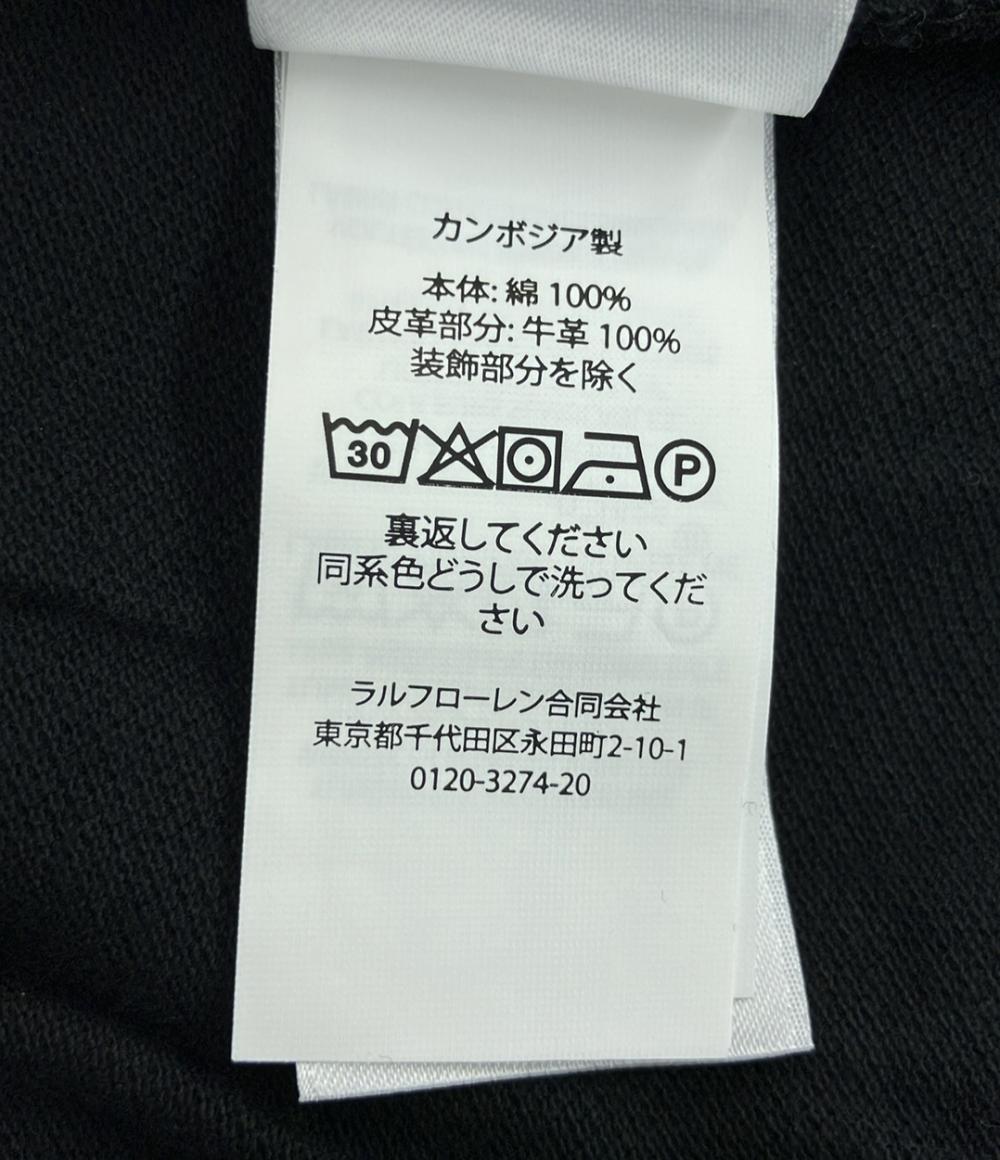 カンボジア製
本体: 綿 100%
皮革部分: 牛革 100%
装飾部分を除く
30 P
裏返してください
同系色どうしで洗ってくだ
さい
ラルフローレン合同会社
東京都千代田区永田町2-10-1
0120-3274-20